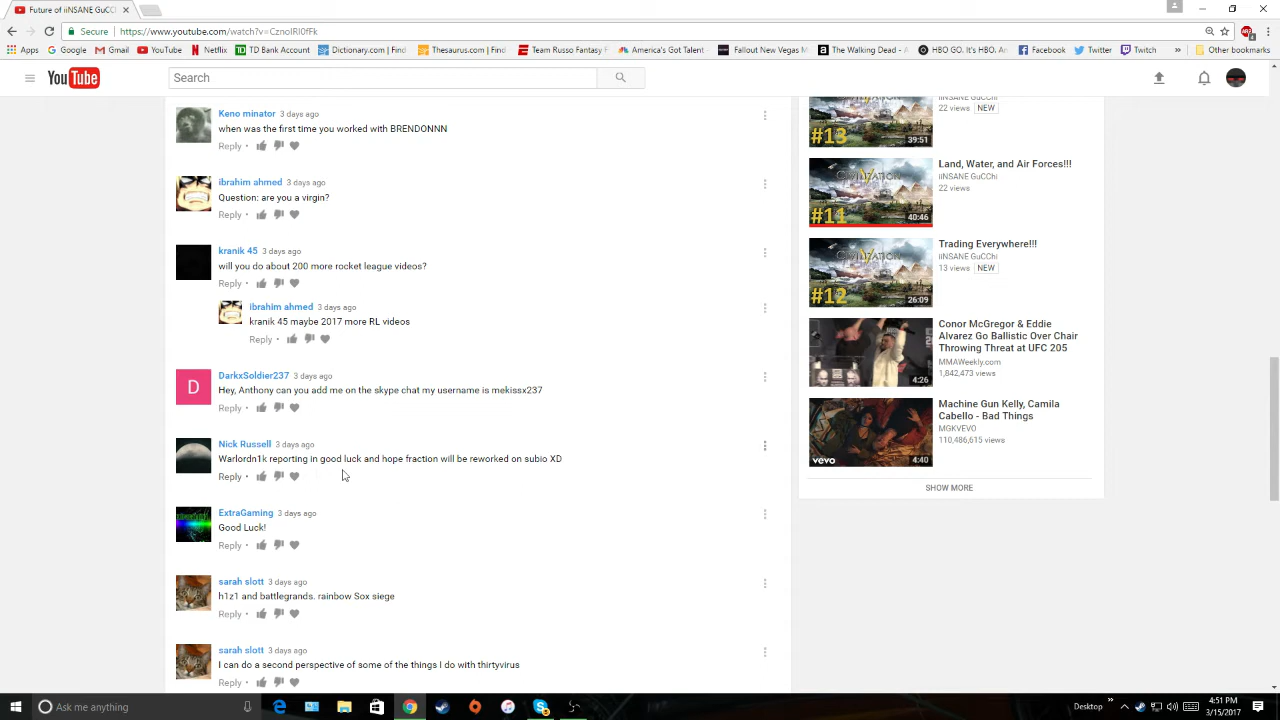 Future of iiNSANE GuCC
Secure https://www.youtube.com/watch?v=CznoIRl0fFk
Apps Google Gmail YouTube Netflix TD Bank Account Dictionary.com | Find Thesaurus.com | Find Team Russo Fantasy F America's Got Talent Fallout New Vegas M The Walking Dead - A HBO GO. It's HBO. An Facebook Twitter Twitch » Other bookmarks
YouTube
Search
Keno minator 3 days ago
when was the first time you worked with BRENDONNN
Reply •
ibrahim ahmed 3 days ago
Question: are you a virgin?
Reply •
kranik 45 3 days ago
will you do about 200 more rocket league videos?
Reply •
ibrahim ahmed 3 days ago
kranik 45 maybe 2017 more RL videos
Reply •
D
DarkxSoldier237 3 days ago
Hey, Anthony can you add me on the skype chat my username is mekissx237
Reply •
Nick Russell 3 days ago
Warlordn1k reporting in good luck and hope fraction will be reworked on subio XD
Reply •
ExtraGaming 3 days ago
Good Luck!
Reply •
sarah slott 3 days ago
h1z1 and battlegrands. rainbow Sox siege
Reply •
sarah slott 3 days ago
I can do a second perspective of some of the things I do with thirtyvirus
Reply •
iiNSANE GuCChi
22 views NEW
CIVILIZATION
#13
39:51
Land, Water, and Air Forces!!!
iiNSANE GuCChi
22 views
CIVILIZATION V
#11
40:46
Trading Everywhere!!!
iiNSANE GuCChi
13 views NEW
CIVILIZATION V
#12
26:09
Conor McGregor & Eddie
Alvarez Go Ballistic Over Chair
Throwing Threat at UFC 205
MMAWeekly.com
1,842,473 views
4:26
Machine Gun Kelly, Camila
Cabello - Bad Things
MGKVEVO
110,486,615 views
vevo
4:40
SHOW MORE
Ask me anything
Desktop »
4:51 PM
3/15/2017